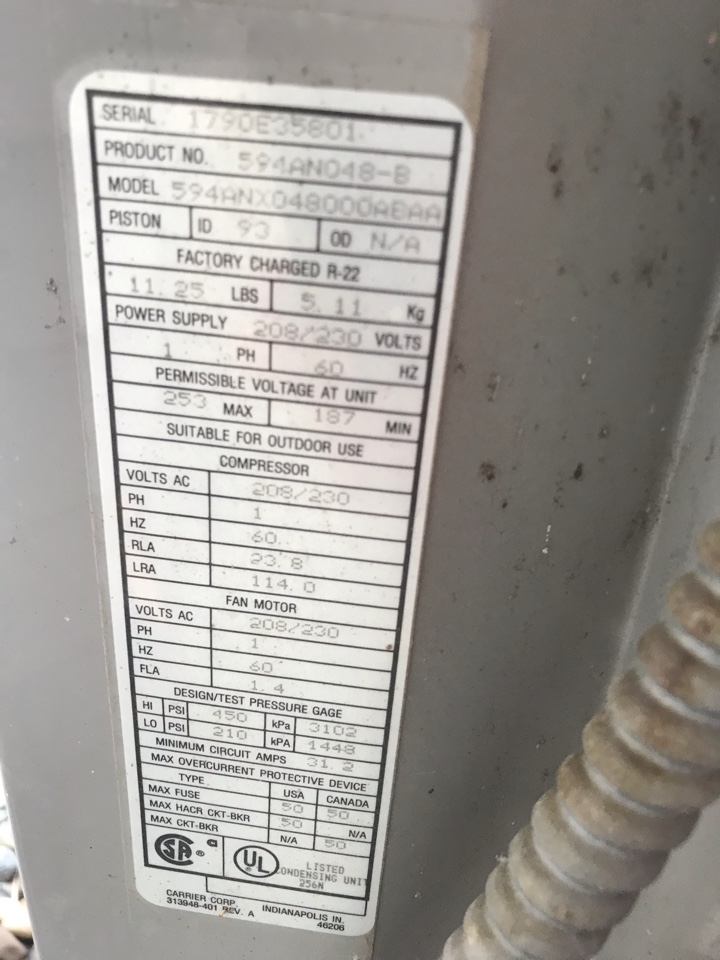 SERIAL 1790E35801
PRODUCT NO. 594AN048-B
MODEL 594ANX048000AEAA
PISTON ID 93 OD N/A
FACTORY CHARGED R-22
11.25 LBS 5.11 Kg
POWER SUPPLY 208/230 VOLTS
1 PH 60 HZ
PERMISSIBLE VOLTAGE AT UNIT
253 MAX 187 MIN
SUITABLE FOR OUTDOOR USE
COMPRESSOR
VOLTS AC 208/230
PH 1
HZ 60
RLA 23.8
LRA 114.0
FAN MOTOR
VOLTS AC 208/230
PH 1
HZ 60
FLA 1.4
DESIGN/TEST PRESSURE GAGE
HI PSI 450 kPa 3102
LO PSI 210 kPA 1448
MINIMUM CIRCUIT AMPS 31.2
MAX OVERCURRENT PROTECTIVE DEVICE
TYPE USA CANADA
MAX FUSE 50 50
MAX HACR CKT-BKR 50 N/A
MAX CKT-BKR N/A 50
SA ® a UL LISTED
CONDENSING UNIT
256N
CARRIER CORP. INDIANAPOLIS IN.
313948-401 REV. A 46206